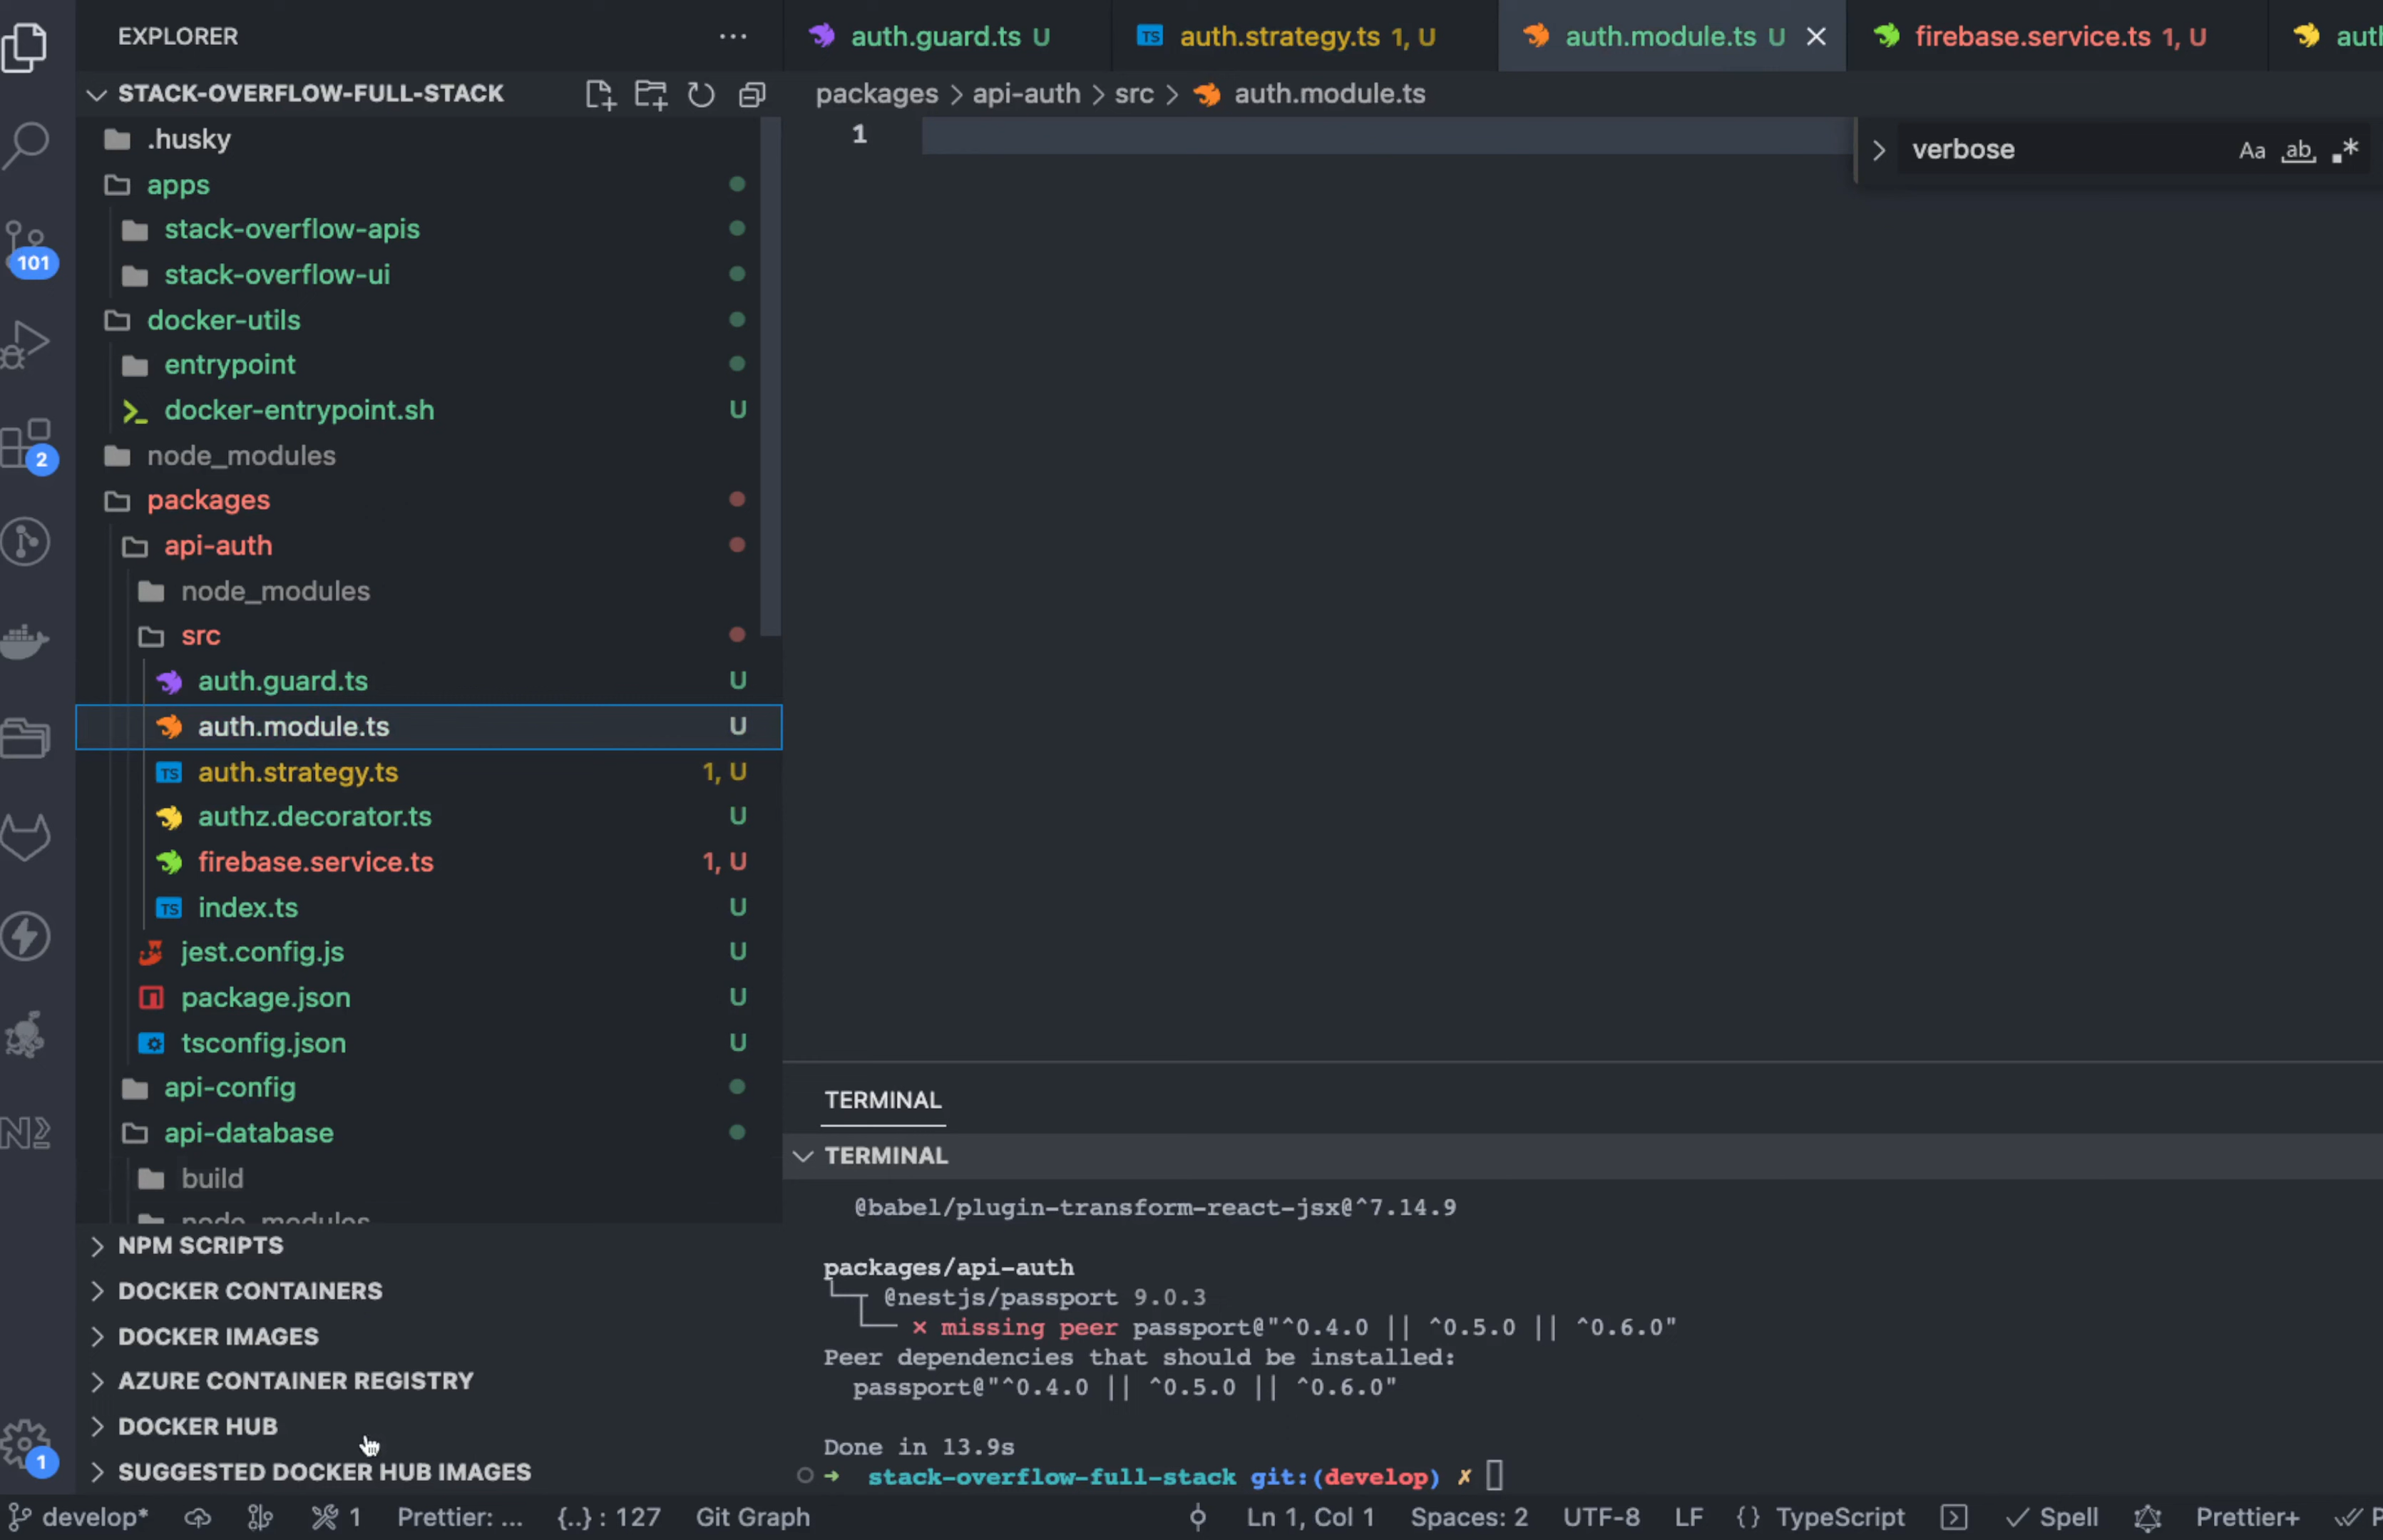 EXPLORER
STACK-OVERFLOW-FULL-STACK
.husky
apps
stack-overflow-apis
stack-overflow-ui
docker-utils
entrypoint
docker-entrypoint.sh U
node_modules
packages
api-auth
node_modules
src
auth.guard.ts U
auth.module.ts U
auth.strategy.ts 1, U
authz.decorator.ts U
firebase.service.ts 1, U
index.ts U
jest.config.js U
package.json U
tsconfig.json U
api-config
api-database
build
node_modules
NPM SCRIPTS
DOCKER CONTAINERS
DOCKER IMAGES
AZURE CONTAINER REGISTRY
DOCKER HUB
SUGGESTED DOCKER HUB IMAGES
101
2
1
auth.guard.ts U auth.strategy.ts 1, U auth.module.ts U firebase.service.ts 1, U
packages > api-auth > src > auth.module.ts
1
verbose Aa ab
TERMINAL
TERMINAL
@babel/plugin-transform-react-jsx@^7.14.9
packages/api-auth
└─┬ @nestjs/passport 9.0.3
└── ✕ missing peer passport@"^0.4.0 || ^0.5.0 || ^0.6.0"
Peer dependencies that should be installed:
passport@"^0.4.0 || ^0.5.0 || ^0.6.0"
Done in 13.9s
➜ stack-overflow-full-stack git:(develop) ✗
develop* 1 Prettier: ... {..} : 127 Git Graph Ln 1, Col 1 Spaces: 2 UTF-8 LF {} TypeScript Spell Prettier+